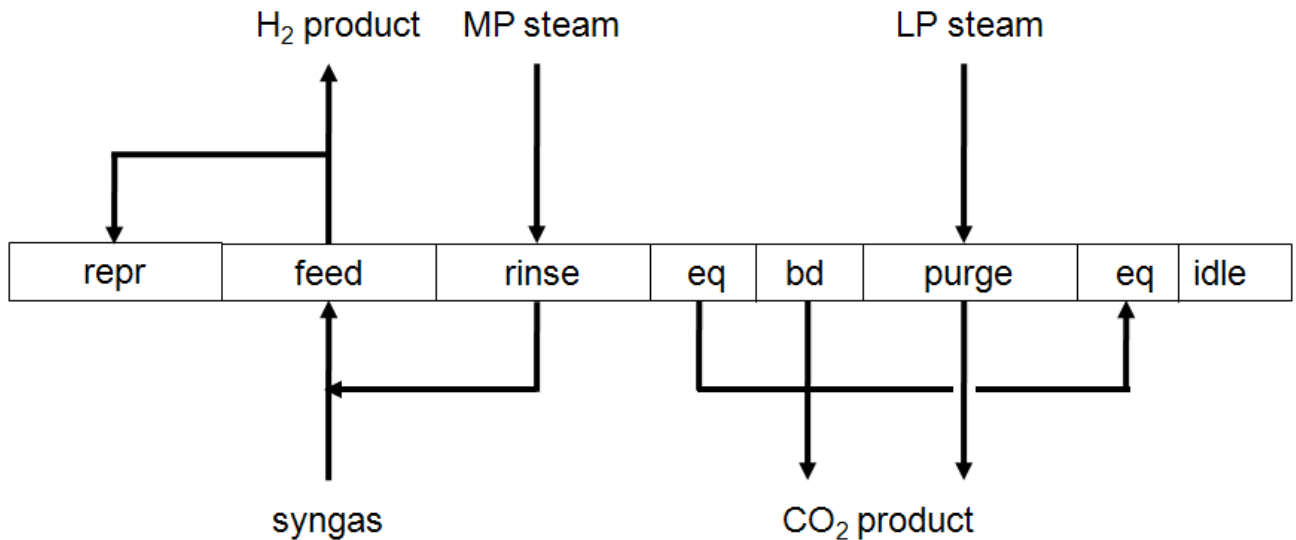 H₂ product MP steam LP steam
repr feed rinse eq bd purge eq idle
syngas CO₂ product